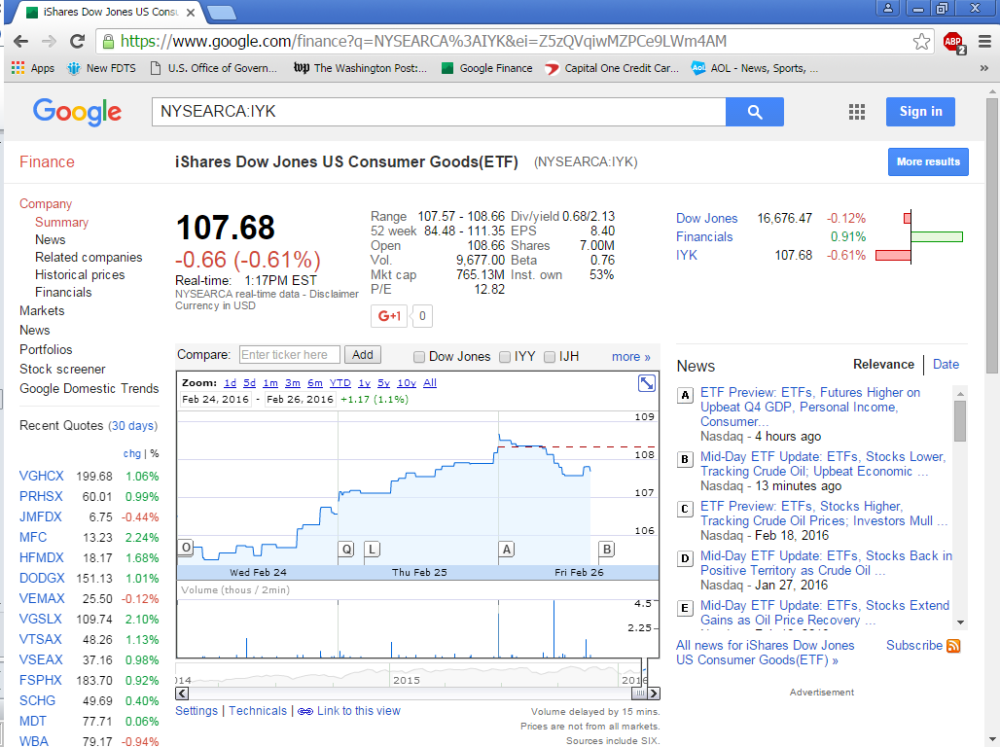 iShares Dow Jones US Consu
https://www.google.com/finance?q=NYSEARCA%3AIYK&ei=Z5zQVqiwMZPCe9LWm4AM
ABP 2
Apps New FDTS U.S. Office of Govern... wp The Washington Post:... Google Finance Capital One Credit Car... Aol AOL - News, Sports, ... »
Google NYSEARCA:IYK Sign in
Finance iShares Dow Jones US Consumer Goods(ETF) (NYSEARCA:IYK) More results
Company
Summary
News
Related companies
Historical prices
Financials
Markets
News
Portfolios
Stock screener
Google Domestic Trends
Recent Quotes (30 days)
chg | %
VGHCX 199.68 1.06%
PRHSX 60.01 0.99%
JMFDX 6.75 -0.44%
MFC 13.23 2.24%
HFMDX 18.17 1.68%
DODGX 151.13 1.01%
VEMAX 25.50 -0.12%
VGSLX 109.74 2.10%
VTSAX 48.26 1.13%
VSEAX 37.16 0.98%
FSPHX 183.70 0.92%
SCHG 49.69 0.40%
MDT 77.71 0.06%
WBA 79.17 -0.94%
107.68
-0.66 (-0.61%)
Real-time: 1:17PM EST
NYSEARCA real-time data - Disclaimer
Currency in USD
Range 107.57 - 108.66 Div/yield 0.68/2.13
52 week 84.48 - 111.35 EPS 8.40
Open 108.66 Shares 7.00M
Vol. 9,677.00 Beta 0.76
Mkt cap 765.13M Inst. own 53%
P/E 12.82
G+1 0
Dow Jones 16,676.47 -0.12%
Financials 0.91%
IYK 107.68 -0.61%
Compare: Enter ticker here Add Dow Jones IYY IJH more »
Zoom: 1d 5d 1m 3m 6m YTD 1y 5y 10y All
Feb 24, 2016 - Feb 26, 2016 +1.17 (1.1%)
109
108
107
106
O Q L A B
Wed Feb 24 Thu Feb 25 Fri Feb 26
Volume (thous / 2min)
4.5
2.25
014 2015 2016
Settings | Technicals | Link to this view
Volume delayed by 15 mins.
Prices are not from all markets.
Sources include SIX.
News Relevance Date
A ETF Preview: ETFs, Futures Higher on
Upbeat Q4 GDP, Personal Income,
Consumer...
Nasdaq - 4 hours ago
B Mid-Day ETF Update: ETFs, Stocks Lower,
Tracking Crude Oil; Upbeat Economic ...
Nasdaq - 13 minutes ago
C ETF Preview: ETFs, Stocks Higher,
Tracking Crude Oil Prices; Investors Mull ...
Nasdaq - Feb 18, 2016
D Mid-Day ETF Update: ETFs, Stocks Back in
Positive Territory as Crude Oil ...
Nasdaq - Jan 27, 2016
E Mid-Day ETF Update: ETFs, Stocks Extend
Gains as Oil Price Recovery ...
All news for iShares Dow Jones
US Consumer Goods(ETF) »
Subscribe
Advertisement